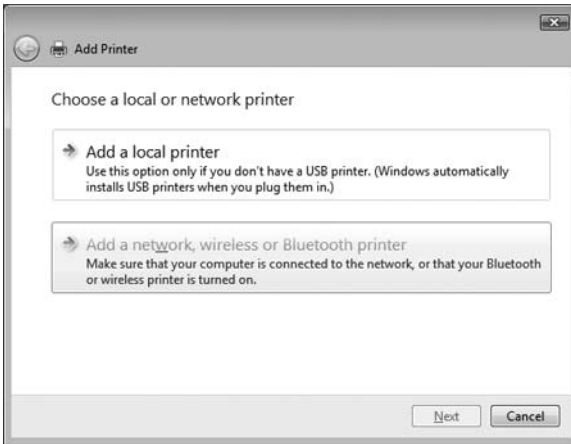 Add Printer
Choose a local or network printer
Add a local printer
Use this option only if you don't have a USB printer. (Windows automatically
installs USB printers when you plug them in.)
Add a network, wireless or Bluetooth printer
Make sure that your computer is connected to the network, or that your Bluetooth
or wireless printer is turned on.
Next
Cancel